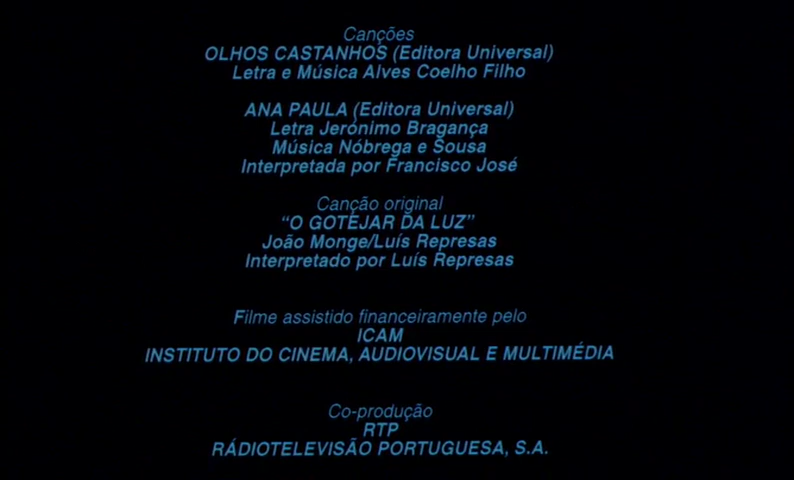 Canções
OLHOS CASTANHOS (Editora Universal)
Letra e Música Alves Coelho Filho
ANA PAULA (Editora Universal)
Letra Jerónimo Bragança
Música Nóbrega e Sousa
Interpretada por Francisco José
Canção original
“O GOTEJAR DA LUZ”
João Monge/Luís Represas
Interpretado por Luís Represas
Filme assistido financeiramente pelo
ICAM
INSTITUTO DO CINEMA, AUDIOVISUAL E MULTIMÉDIA
Co-produção
RTP
RÁDIOTELEVISÃO PORTUGUESA, S.A.